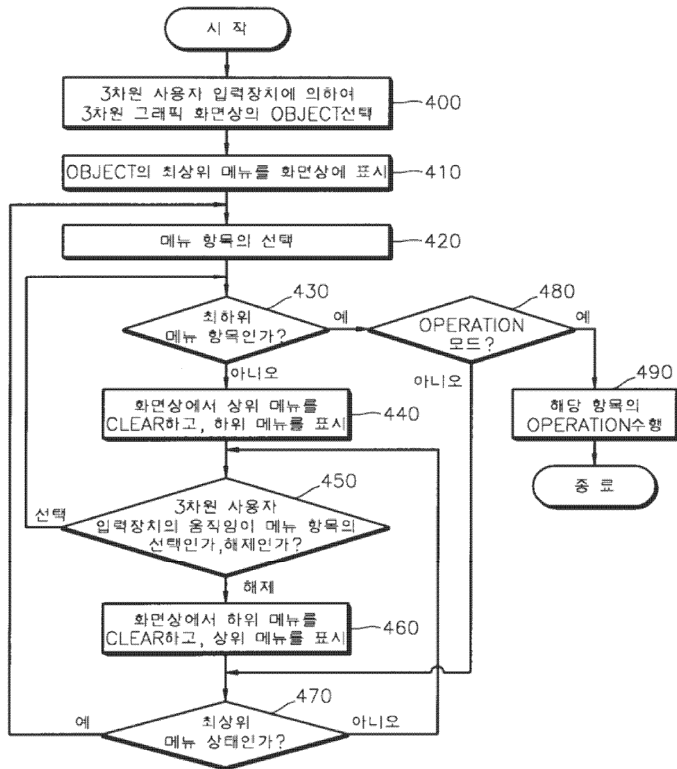 시 작
3차원 사용자 입력장치에 의하여
3차원 그래픽 화면상의 OBJECT선택
400
OBJECT의 최상위 메뉴를 화면상에 표시
410
메뉴 항목의 선택
420
430
최하위
메뉴 항목인가?
예
480
OPERATION
모드?
예
아니오
아니오
490
해당 항목의
OPERATION수행
화면상에서 상위 메뉴를
CLEAR하고, 하위 메뉴를 표시
440
종 료
450
3차원 사용자
입력장치의 움직임이 메뉴 항목의
선택인가,해제인가?
선택
해제
화면상에서 하위 메뉴를
CLEAR하고, 상위 메뉴를 표시
460
470
최상위
메뉴 상태인가?
예
아니오